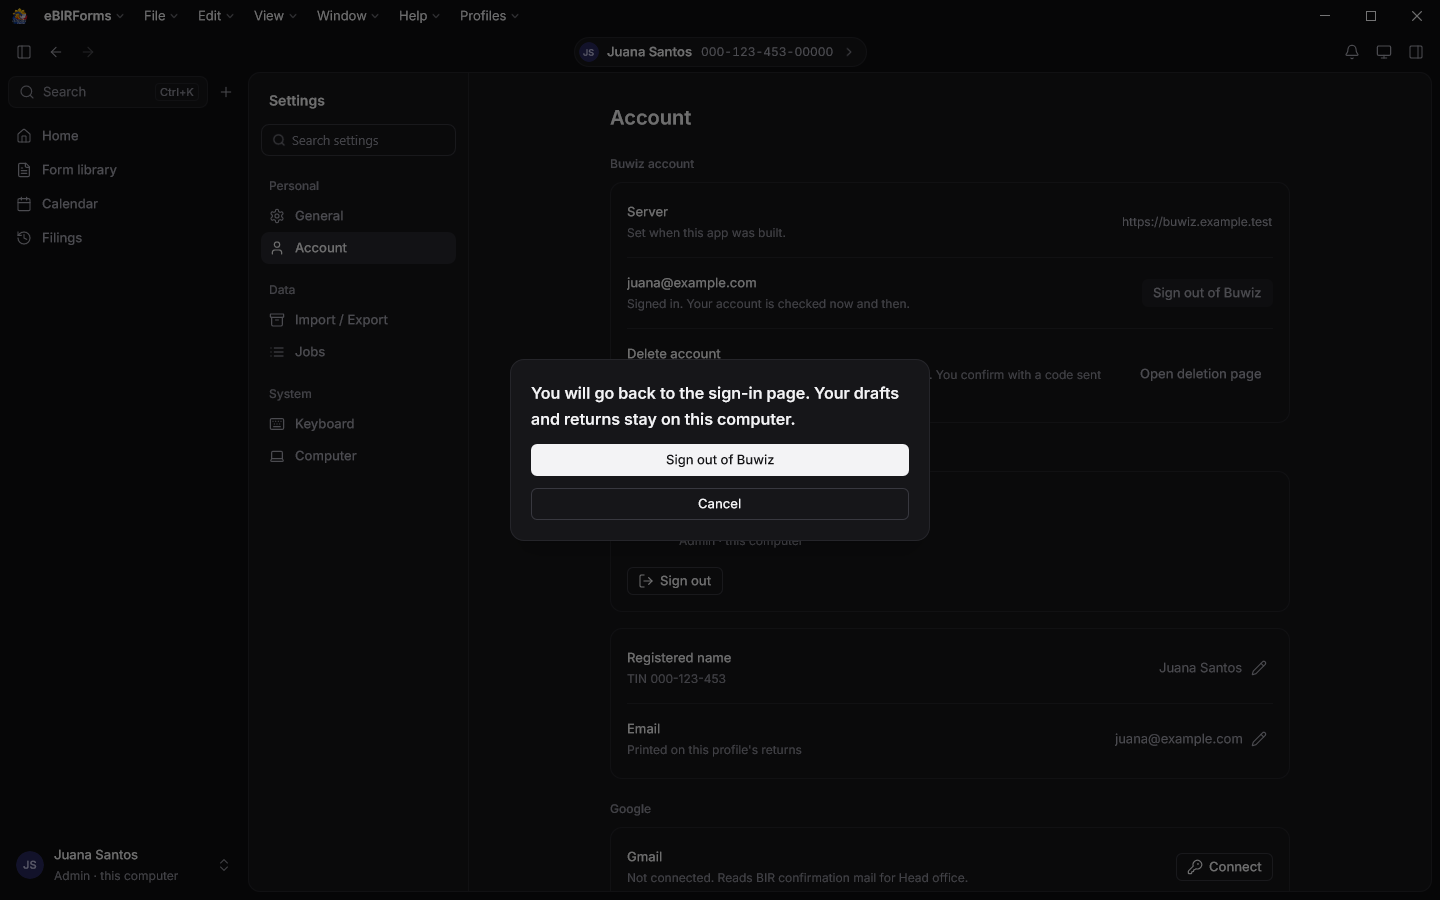 eBIRForms File Edit View Window Help Profiles
JS Juana Santos 000-123-453-00000
Search Ctrl+K
Home
Form library
Calendar
Filings
JS Juana Santos
Admin · this computer
Settings
Search settings
Personal
General
Account
Data
Import / Export
Jobs
System
Keyboard
Computer
Account
Buwiz account
Server
Set when this app was built.
https://buwiz.example.test
juana@example.com
Signed in. Your account is checked now and then.
Sign out of Buwiz
Delete account
. You confirm with a code sent
Open deletion page
You will go back to the sign-in page. Your drafts
and returns stay on this computer.
Sign out of Buwiz
Cancel
Admin · this computer
Sign out
Registered name
TIN 000-123-453
Juana Santos
Email
Printed on this profile's returns
juana@example.com
Google
Gmail
Not connected. Reads BIR confirmation mail for Head office.
Connect